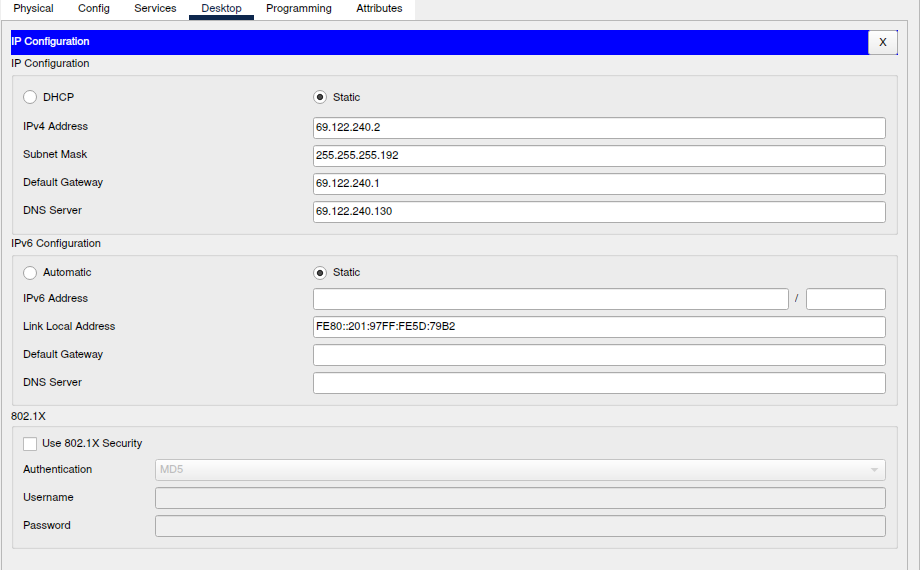 Physical Config Services Desktop Programming Attributes
IP Configuration X
IP Configuration
DHCP Static
IPv4 Address 69.122.240.2
Subnet Mask 255.255.255.192
Default Gateway 69.122.240.1
DNS Server 69.122.240.130
IPv6 Configuration
Automatic Static
IPv6 Address /
Link Local Address FE80::201:97FF:FE5D:79B2
Default Gateway
DNS Server
802.1X
Use 802.1X Security
Authentication MD5
Username
Password